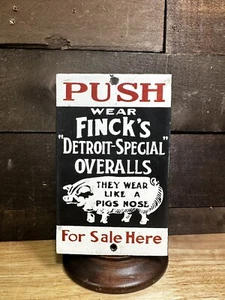 PUSH
WEAR
FINCK'S
"DETROIT-SPECIAL"
OVERALLS
THEY WEAR
LIKE A
PIGS NOSE
For Sale Here